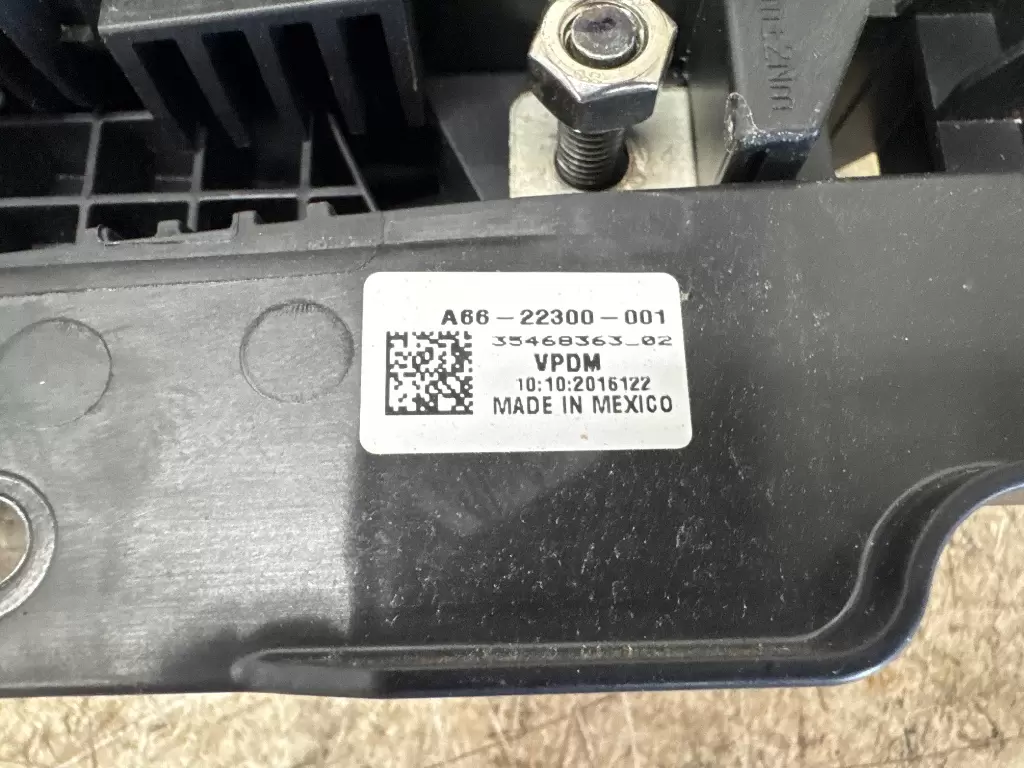 A66-22300-001
35468363_02
VPDM
10:10:2016122
MADE IN MEXICO